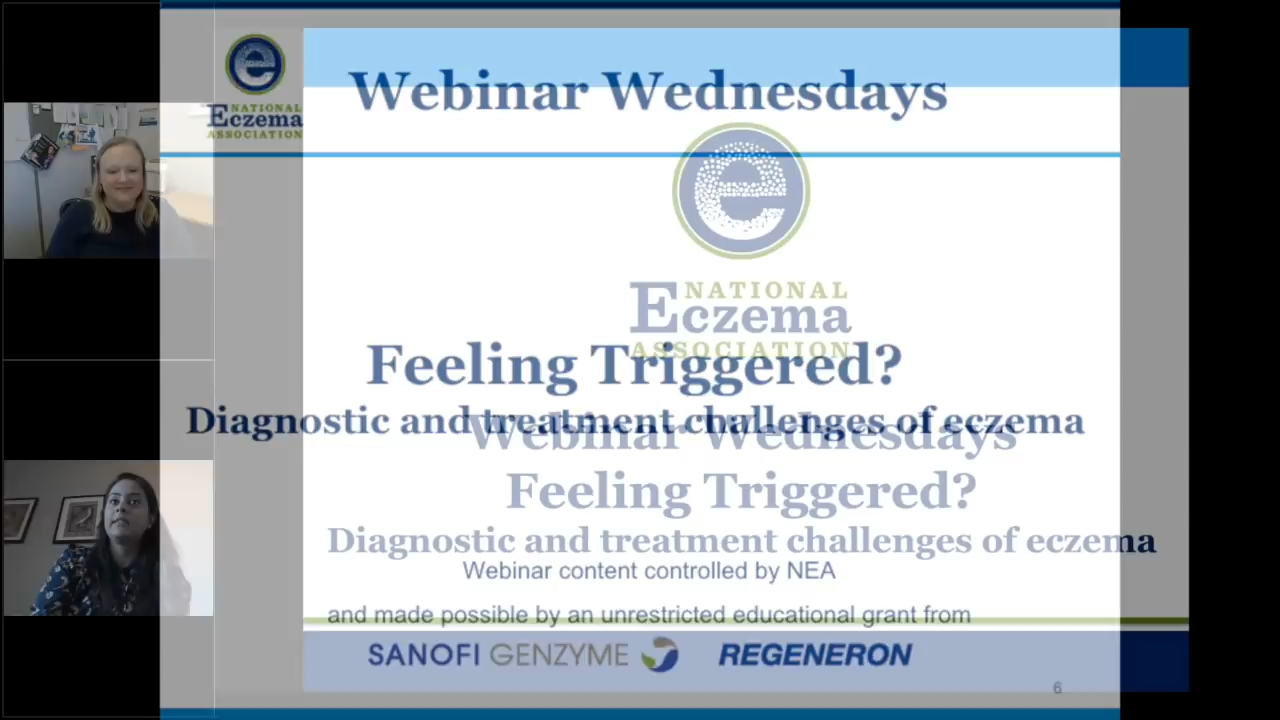 Webinar Wednesdays
NATIONAL
Eczema
ASSOCIATION
NATIONAL
Eczema
ASSOCIATION
Feeling Triggered?
Diagnostic and treatment challenges of eczema
Webinar Wednesdays
Feeling Triggered?
Diagnostic and treatment challenges of eczema
Webinar content controlled by NEA
and made possible by an unrestricted educational grant from
SANOFI GENZYME REGENERON
6